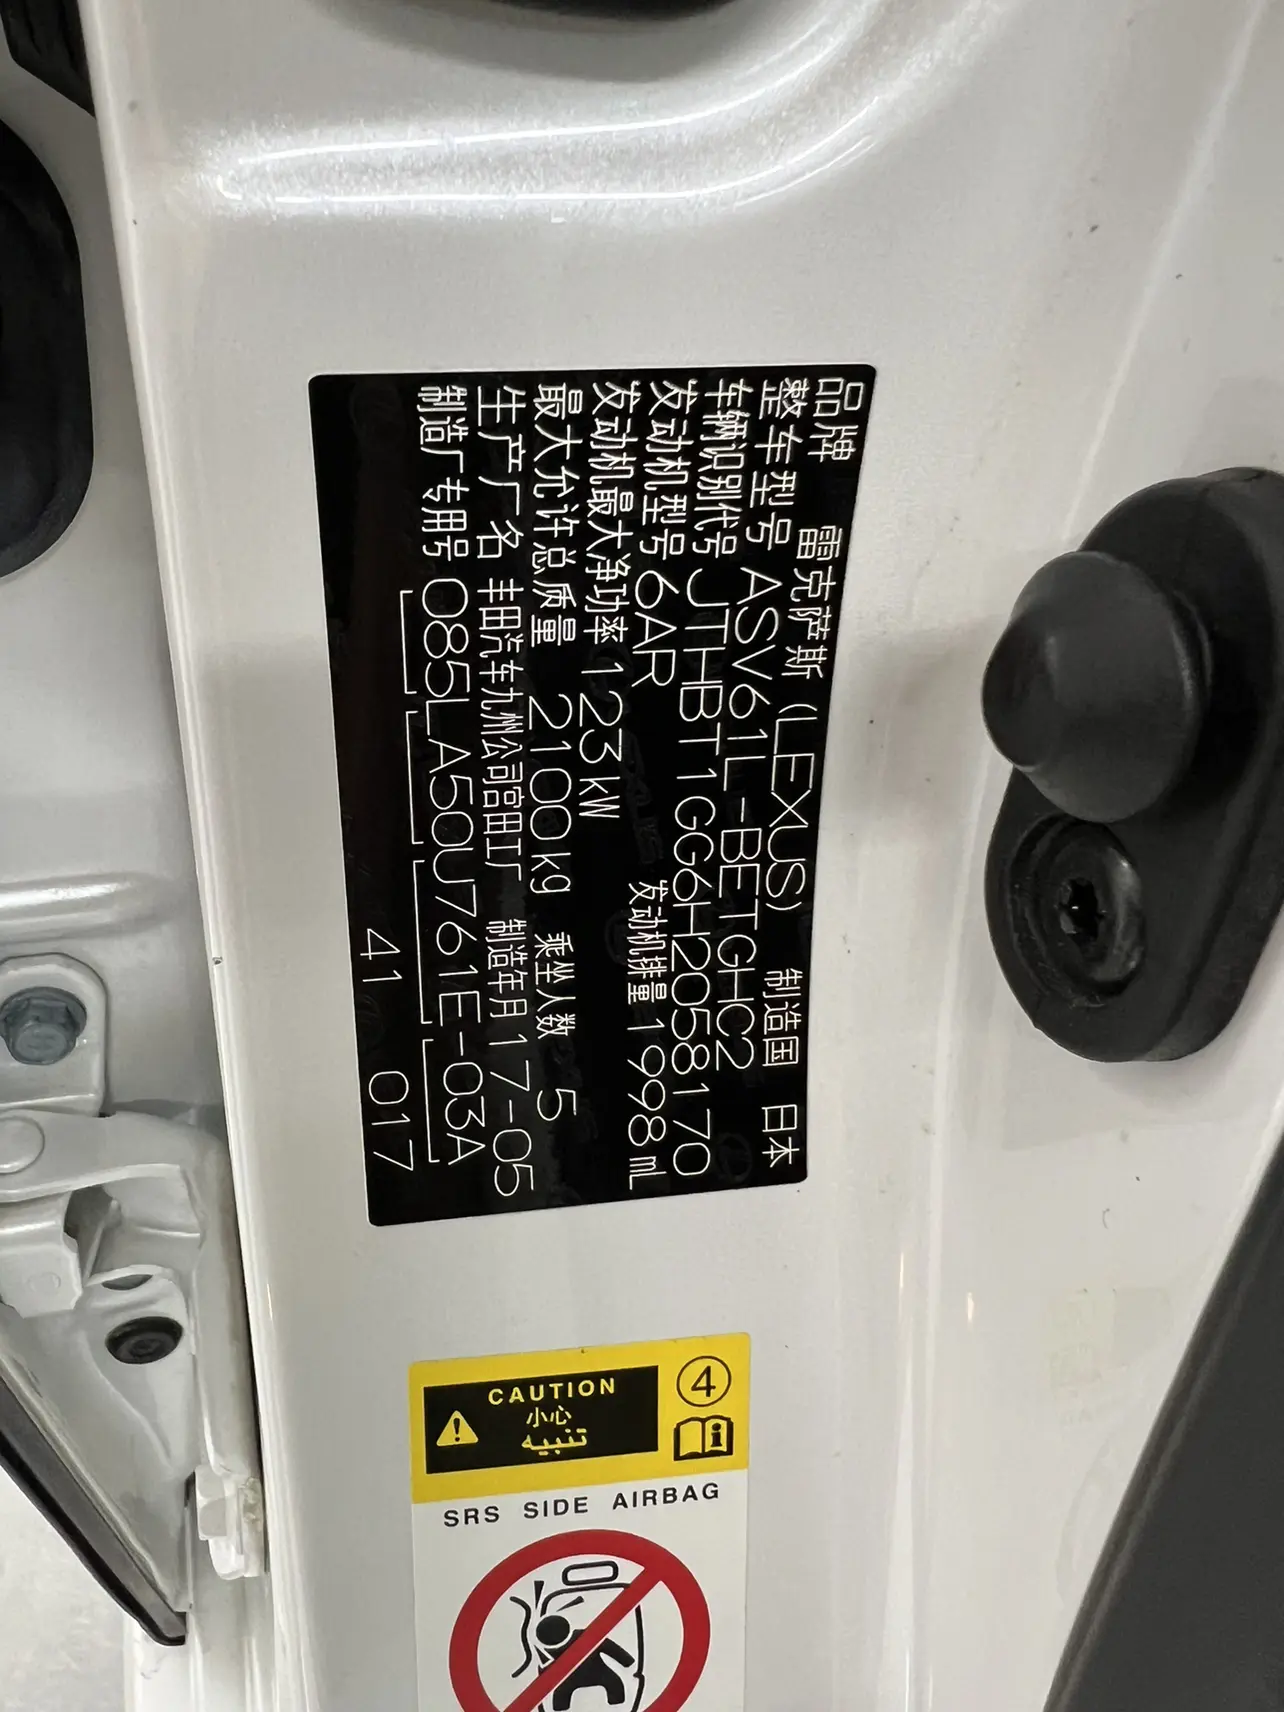 品牌 雷克萨斯 (LEXUS) 制造国 日本
整车型号 ASV61L-BETGHC2
车辆识别代号 JTHBT1GG6H2058170
发动机型号 6AR 发动机排量 1998 mL
发动机最大净功率 123kW
最大允许总质量 2100kg 乘坐人数 5
生产厂名 丰田汽车九州公司宫田工厂 制造年月 17-05
制造厂专用号 085LA50U761E-03A
41 017
CAUTION
小心
تنبيه
4
SRS SIDE AIRBAG